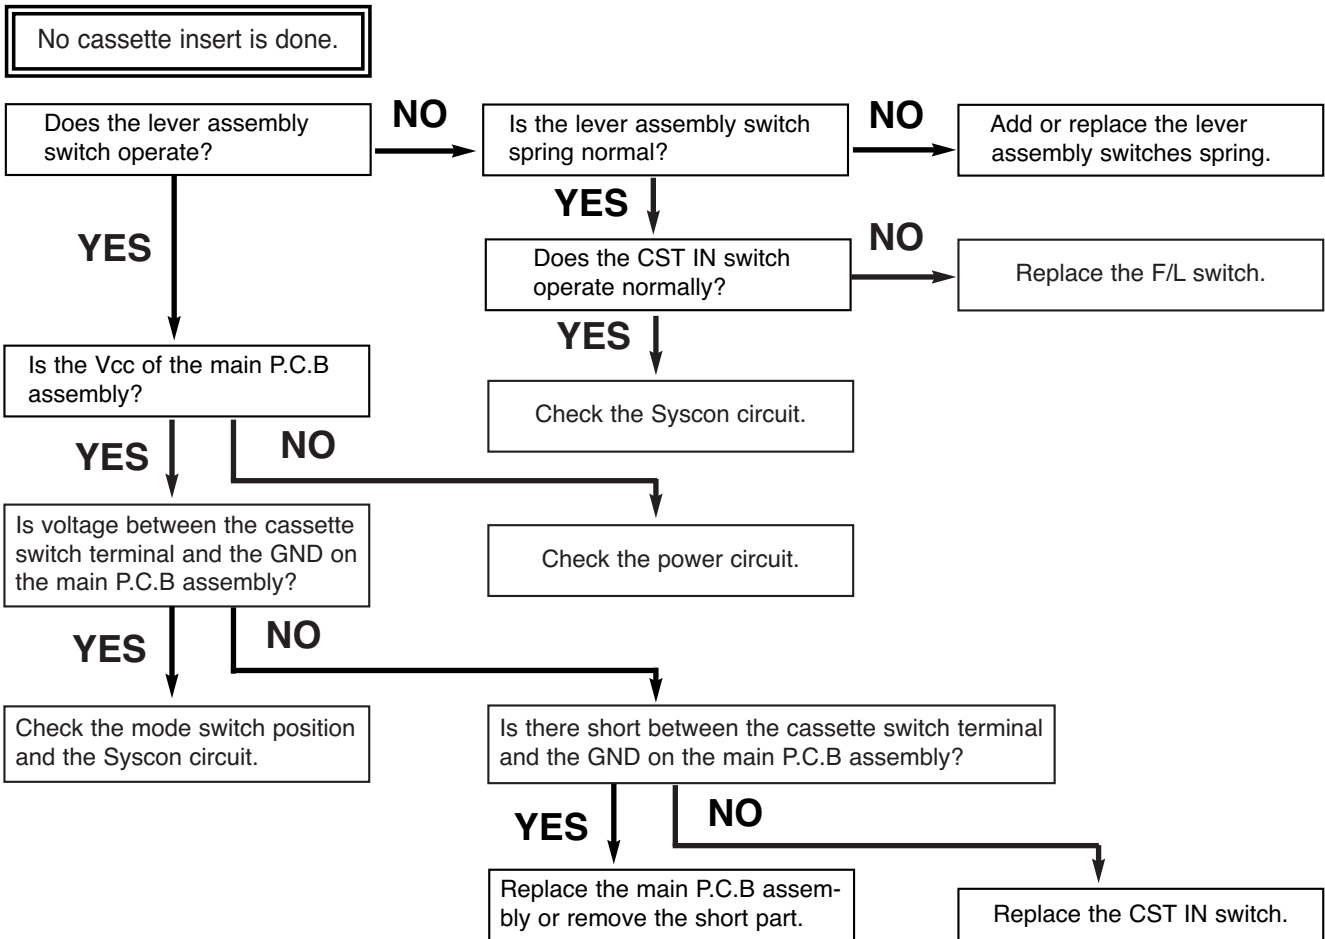 No cassette insert is done.
Does the lever assembly
switch operate?
NO
Is the lever assembly switch
spring normal?
NO
Add or replace the lever
assembly switches spring.
YES
YES
Does the CST IN switch
operate normally?
NO
Replace the F/L switch.
YES
Is the Vcc of the main P.C.B
assembly?
Check the Syscon circuit.
YES
NO
Is voltage between the cassette
switch terminal and the GND on
the main P.C.B assembly?
Check the power circuit.
YES
NO
Check the mode switch position
and the Syscon circuit.
Is there short between the cassette switch terminal
and the GND on the main P.C.B assembly?
YES
NO
Replace the main P.C.B assem-
bly or remove the short part.
Replace the CST IN switch.